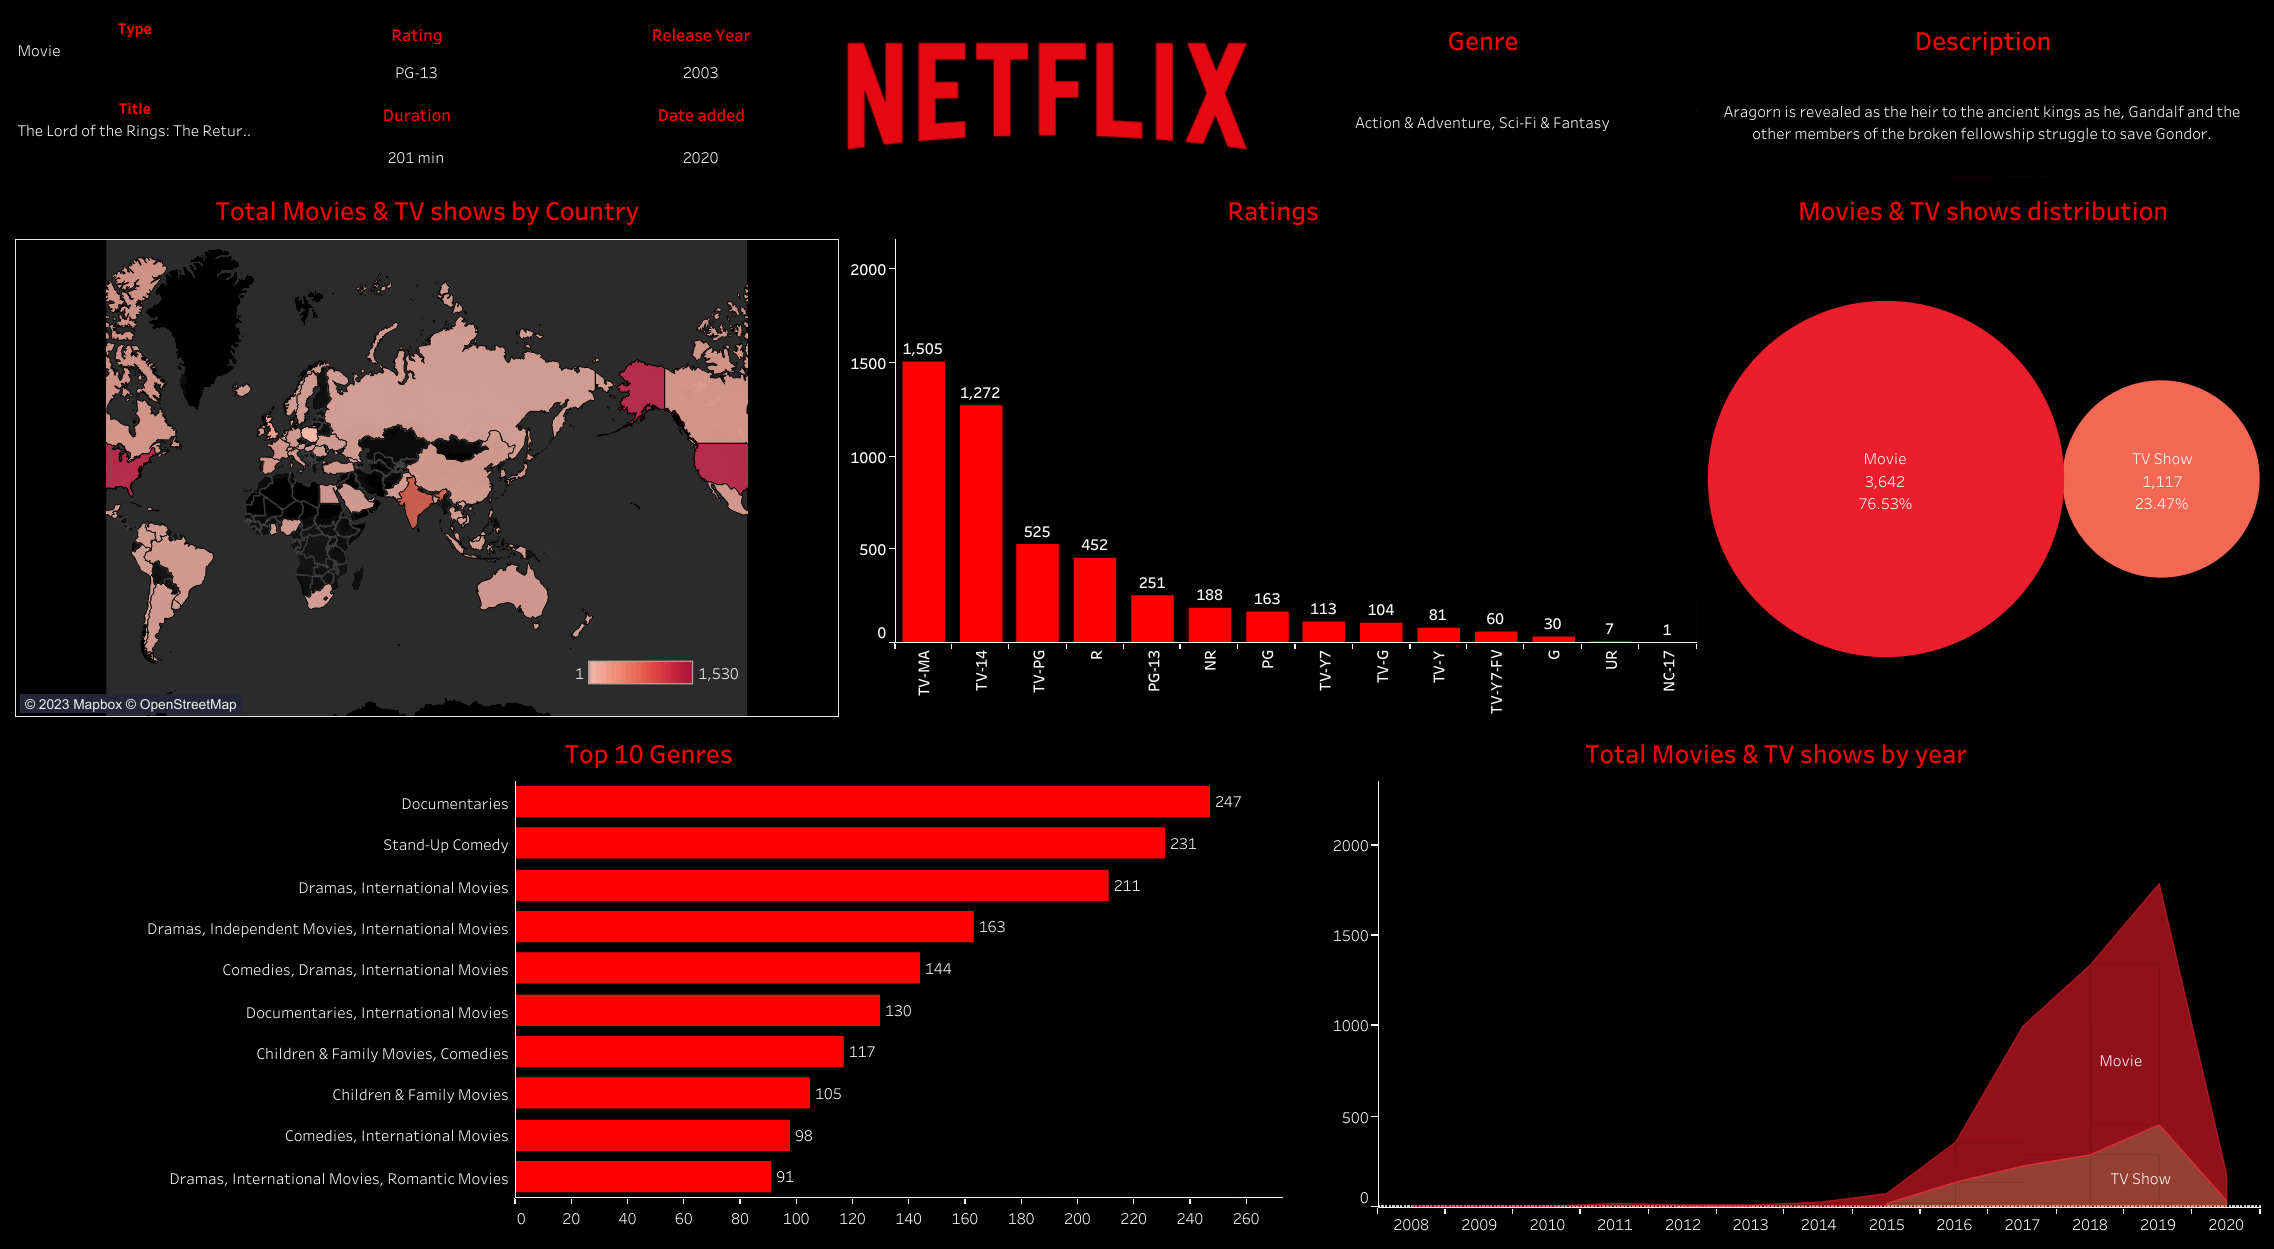 Type
Movie
Title
The Lord of the Rings: The Retur..
Rating
PG-13
Duration
201 min
Release Year
2003
Date added
2020
NETFLIX
Genre
Action & Adventure, Sci-Fi & Fantasy
Description
Aragorn is revealed as the heir to the ancient kings as he, Gandalf and the
other members of the broken fellowship struggle to save Gondor.
Total Movies & TV shows by Country
1
1,530
© 2023 Mapbox © OpenStreetMap
Ratings
2000
1500
1000
500
0
1,505
1,272
525
452
251
188
163
113
104
81
60
30
7
1
TV-MA
TV-14
TV-PG
R
PG-13
NR
PG
TV-Y7
TV-G
TV-Y
TV-Y7-FV
G
UR
NC-17
Movies & TV shows distribution
Movie
3,642
76.53%
TV Show
1,117
23.47%
Top 10 Genres
Documentaries 247
Stand-Up Comedy 231
Dramas, International Movies 211
Dramas, Independent Movies, International Movies 163
Comedies, Dramas, International Movies 144
Documentaries, International Movies 130
Children & Family Movies, Comedies 117
Children & Family Movies 105
Comedies, International Movies 98
Dramas, International Movies, Romantic Movies 91
0 20 40 60 80 100 120 140 160 180 200 220 240 260
Total Movies & TV shows by year
2000
1500
1000
500
0
Movie
TV Show
2008 2009 2010 2011 2012 2013 2014 2015 2016 2017 2018 2019 2020